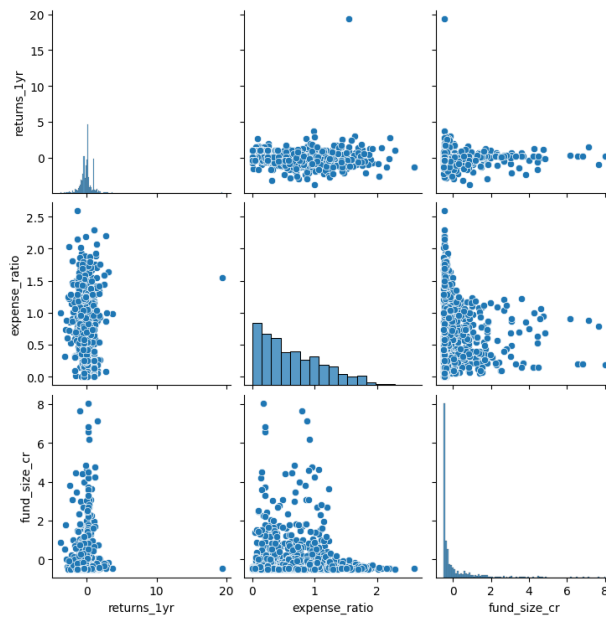 returns_1yr
20
15
10
5
0
expense_ratio
2.5
2.0
1.5
1.0
0.5
0.0
fund_size_cr
8
6
4
2
0
0 10 20
0 1 2
0 2 4 6 8
returns_1yr expense_ratio fund_size_cr